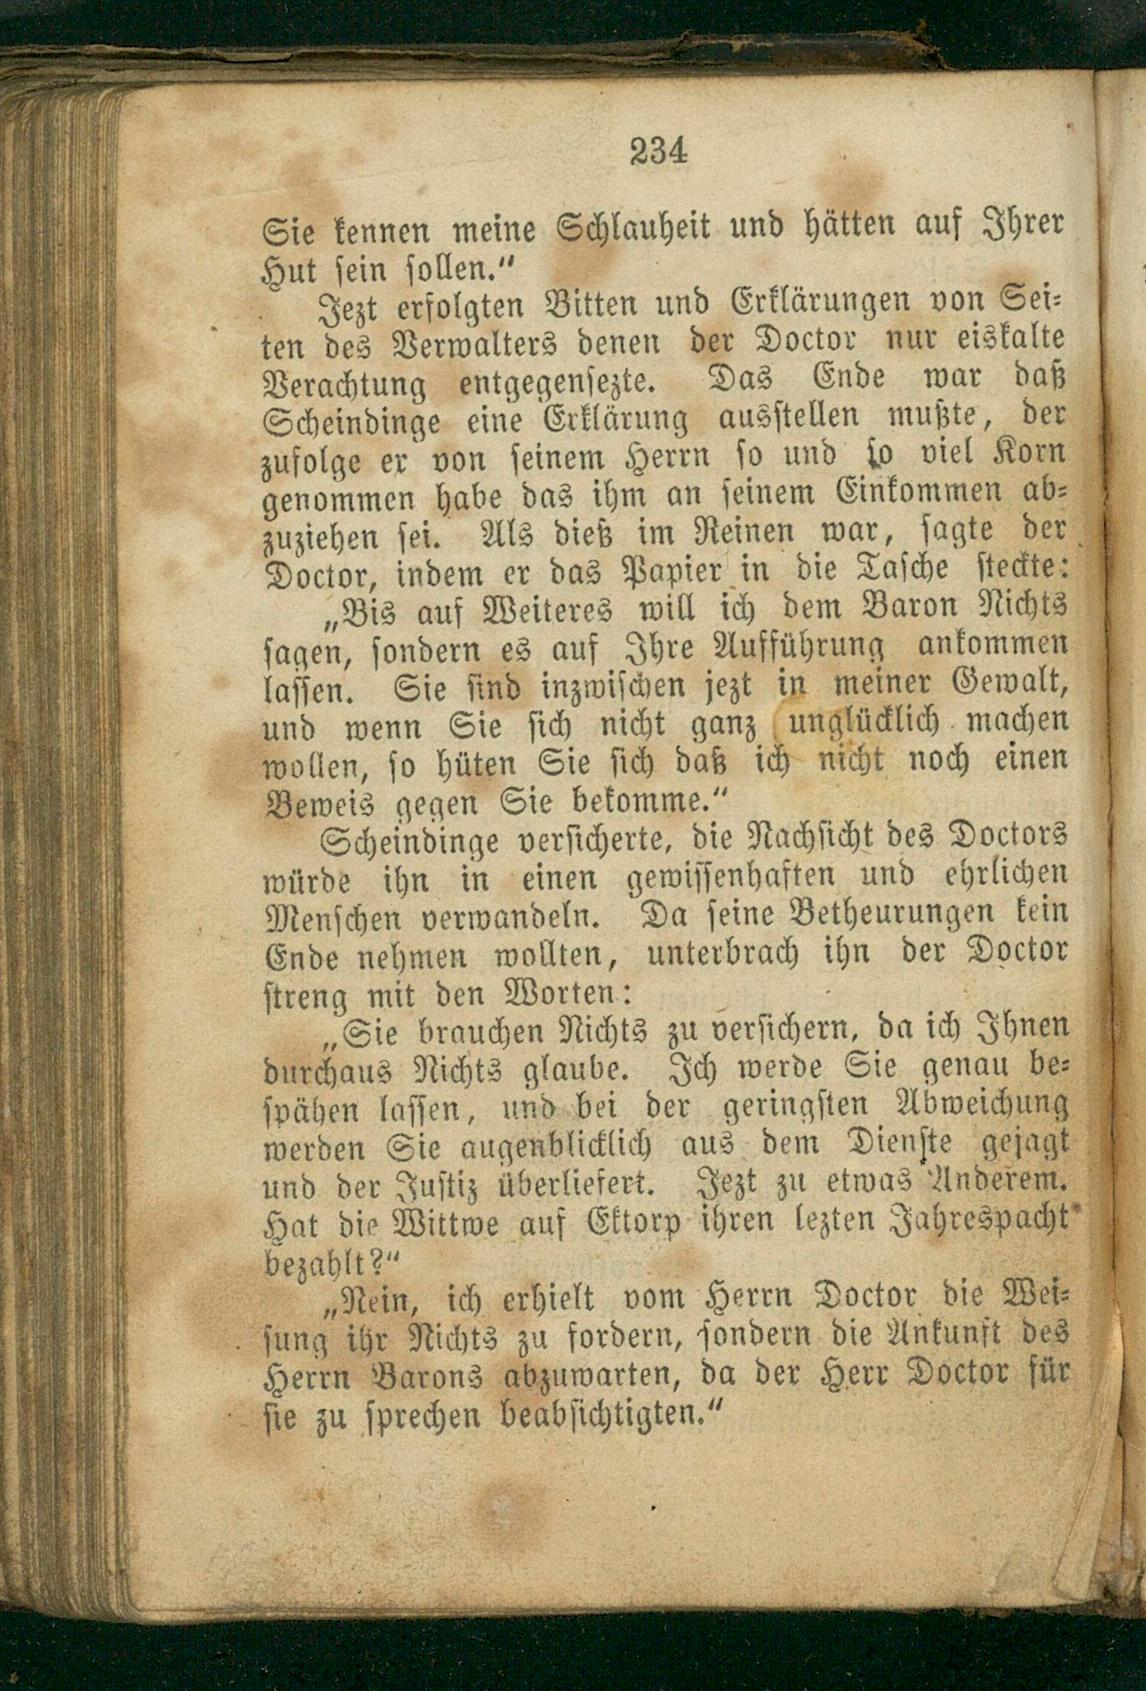 234
Sie kennen meine Schlauheit und hätten auf Ihrer
Hut sein sollen.“
Jezt erfolgten Bitten und Erklärungen von Sei-
ten des Verwalters denen der Doctor nur eiskalte
Verachtung entgegensezte. Das Ende war daß
Scheindinge eine Erklärung ausstellen mußte, der
zufolge er von seinem Herrn so und so viel Korn
genommen habe das ihm an seinem Einkommen ab-
zuziehen sei. Als dieß im Reinen war, sagte der
Doctor, indem er das Papier in die Tasche steckte:
„Bis auf Weiteres will ich dem Baron Nichts
sagen, sondern es auf Ihre Aufführung ankommen
lassen. Sie sind inzwischen jezt in meiner Gewalt,
und wenn Sie sich nicht ganz unglücklich machen
wollen, so hüten Sie sich daß ich nicht noch einen
Beweis gegen Sie bekomme.“
Scheindinge versicherte, die Nachsicht des Doctors
würde ihn in einen gewissenhaften und ehrlichen
Menschen verwandeln. Da seine Betheurungen kein
Ende nehmen wollten, unterbrach ihn der Doctor
streng mit den Worten:
„Sie brauchen Nichts zu versichern, da ich Ihnen
durchaus Nichts glaube. Ich werde Sie genau be-
spähen lassen, und bei der geringsten Abweichung
werden Sie augenblicklich aus dem Dienste gejagt
und der Justiz überliefert. Jezt zu etwas Anderem.
Hat die Wittwe auf Ektorp ihren lezten Jahrespacht
bezahlt?“
„Nein, ich erhielt vom Herrn Doctor die Wei-
sung ihr Nichts zu fordern, sondern die Ankunft des
Herrn Barons abzuwarten, da der Herr Doctor für
sie zu sprechen beabsichtigten.“